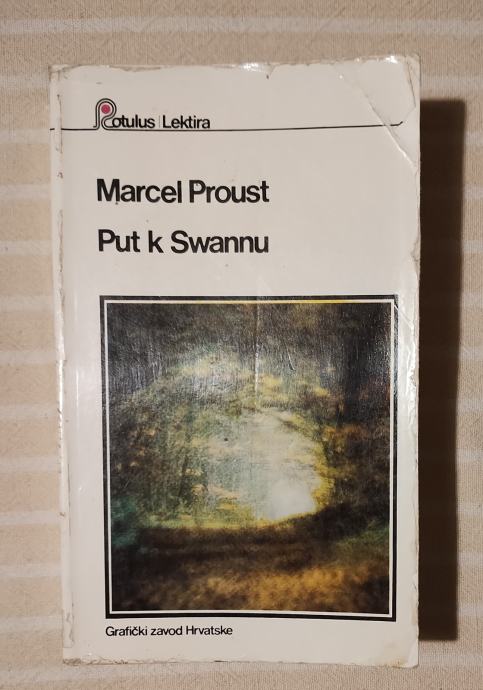 Rotulus | Lektira
Marcel Proust
Put k Swannu
Grafički zavod Hrvatske